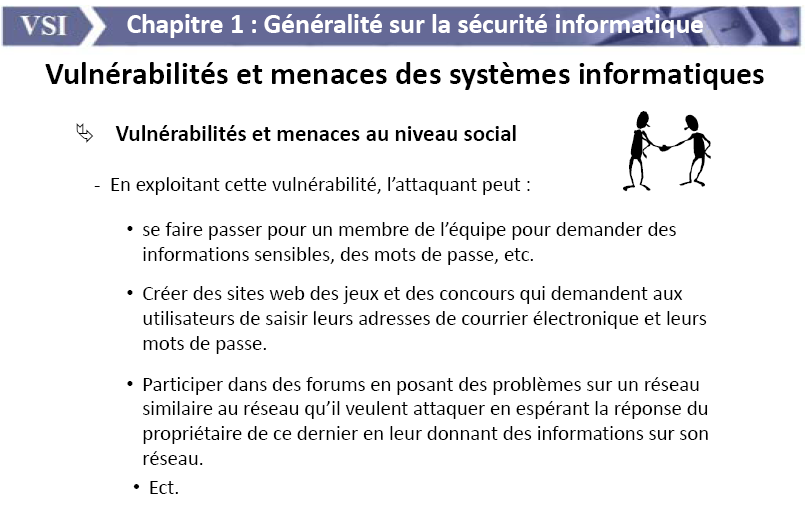 VSI Chapitre 1 : Généralité sur la sécurité informatique
Vulnérabilités et menaces des systèmes informatiques
Vulnérabilités et menaces au niveau social
- En exploitant cette vulnérabilité, l’attaquant peut :
• se faire passer pour un membre de l’équipe pour demander des
informations sensibles, des mots de passe, etc.
• Créer des sites web des jeux et des concours qui demandent aux
utilisateurs de saisir leurs adresses de courrier électronique et leurs
mots de passe.
• Participer dans des forums en posant des problèmes sur un réseau
similaire au réseau qu’il veulent attaquer en espérant la réponse du
propriétaire de ce dernier en leur donnant des informations sur son
réseau.
• Ect.